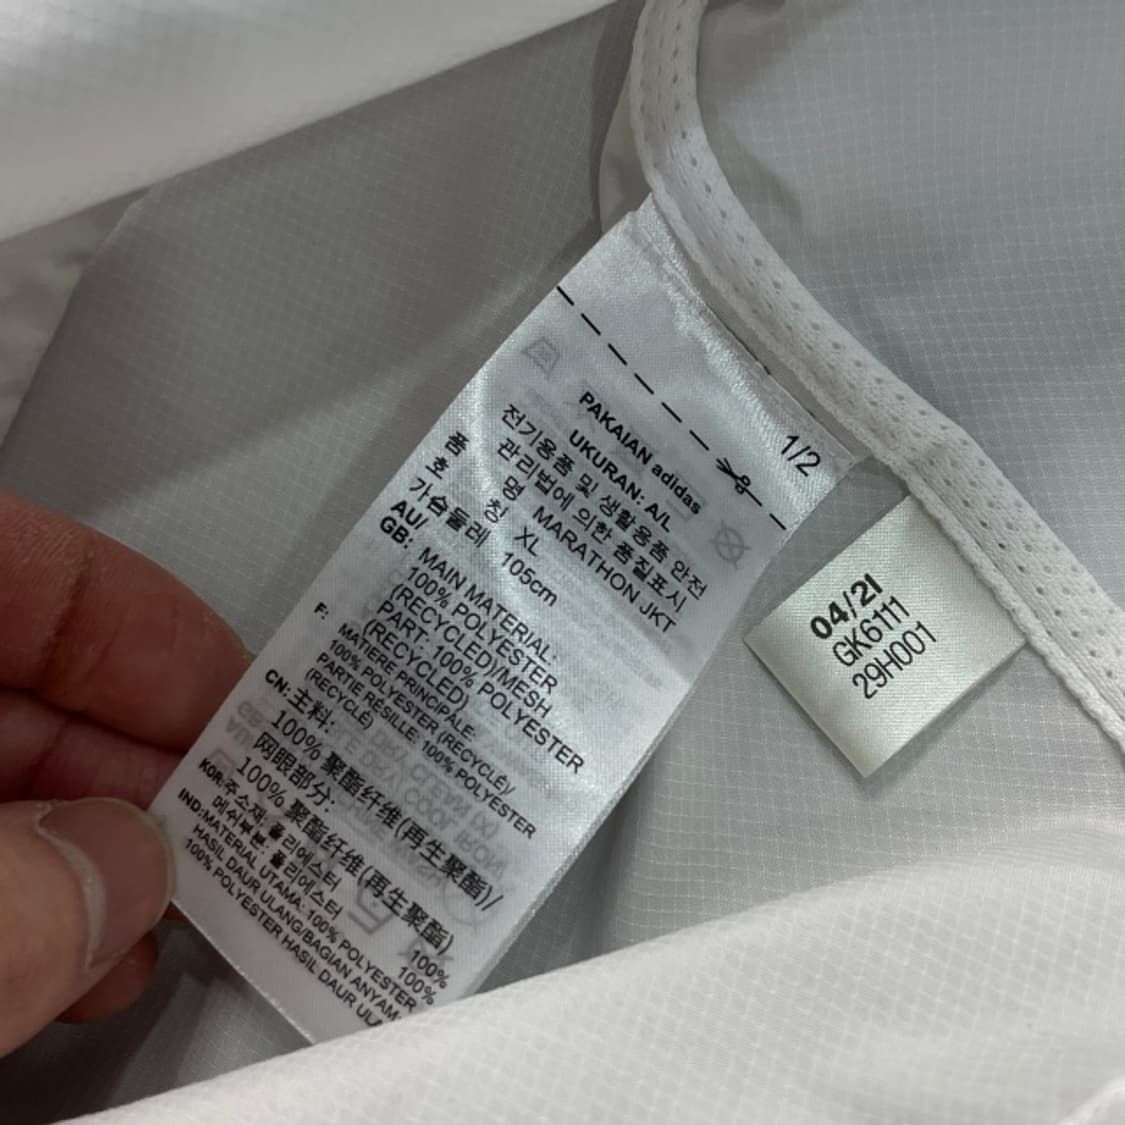 1/2
PAKAIAN adidas
UKURAN: A/L
전기용품 및 생활용품 안전
관리법에 의한 품질표시
품 명 MARATHON JKT
호 칭 XL
가슴둘레 105cm
AU/
GB: MAIN MATERIAL:
100% POLYESTER
(RECYCLED)/MESH
PART: 100% POLYESTER
(RECYCLED)
F: MATIERE PRINCIPALE:
100% POLYESTER (RECYCLÉ)/
PARTIE RÉSILLE: 100% POLYESTER
(RECYCLÉ)
CN: 主料:
100% 聚酯纤维(再生聚酯)/
网眼部分:
100% 聚酯纤维(再生聚酯)
KOR:주소재: 폴리에스터 100%
메쉬부분: 폴리에스터 100%
IND:MATERIAL UTAMA: 100% POLYESTER
HASIL DAUR ULANG/BAGIAN ANYAM-
100% POLYESTER HASIL DAUR
04/21
GK6111
29H001